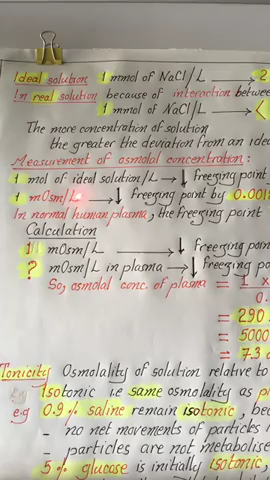 Ideal solution 1 mmol of NaCl/L → 2
In real solution because of interaction betwee
1 mmol of NaCl/L → <
The more concentration of solution
the greater the deviation from an idea
Measurement of osmolal concentration:
1 mol of ideal solution/L → ↓ freezing point
1 mOsm/L → ↓ freezing point by 0.001
In normal human plasma, the freezing point
Calculation
1 mOsm/L → ↓ freezing poin
? mOsm/L in plasma → ↓ freezing po
So, osmolal conc. of plasma = 1 x
0.
= 290
= 5000
= 7.3
Tonicity Osmolality of solution relative to
Isotonic i.e same osmolality as p
e.g 0.9 % saline remain isotonic, bec
- no net movements of particles
- particles are not metabolise
5 % glucose is initially isotonic,